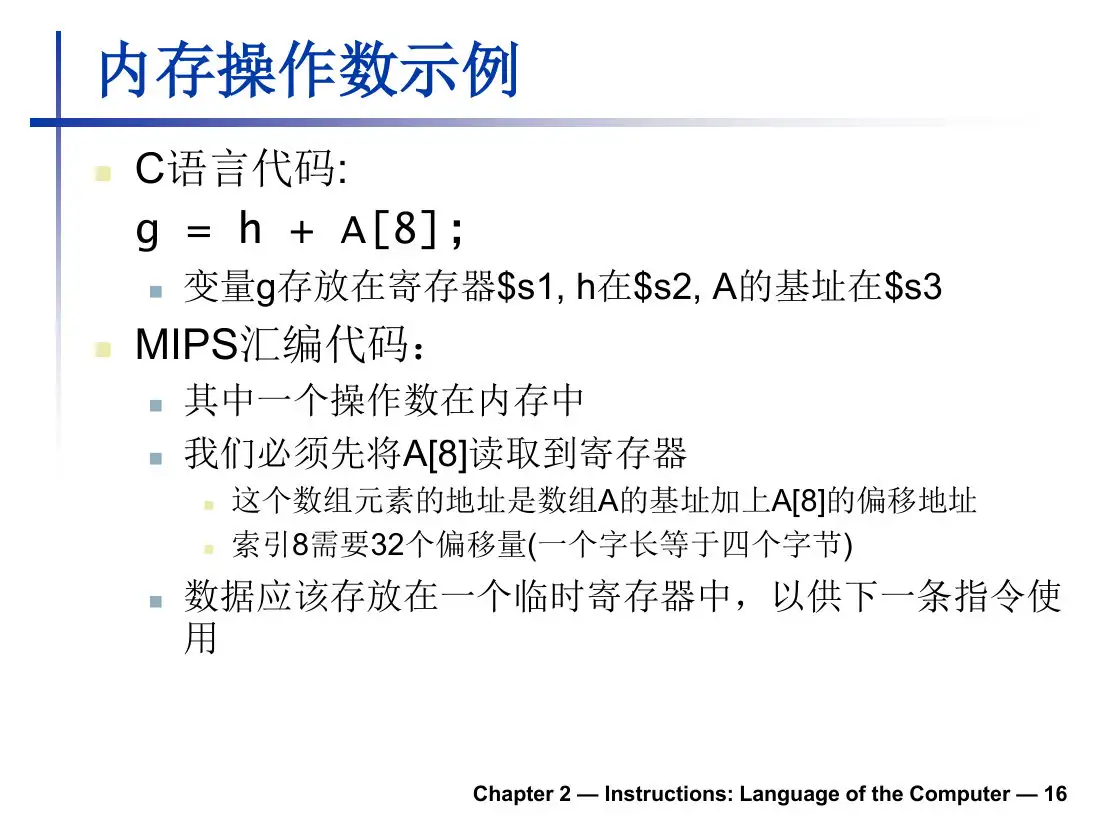 内存操作数示例
C语言代码:
g = h + A[8];
变量g存放在寄存器$s1, h在$s2, A的基址在$s3
MIPS汇编代码：
其中一个操作数在内存中
我们必须先将A[8]读取到寄存器
这个数组元素的地址是数组A的基址加上A[8]的偏移地址
索引8需要32个偏移量(一个字长等于四个字节)
数据应该存放在一个临时寄存器中，以供下一条指令使
用
Chapter 2 — Instructions: Language of the Computer — 16